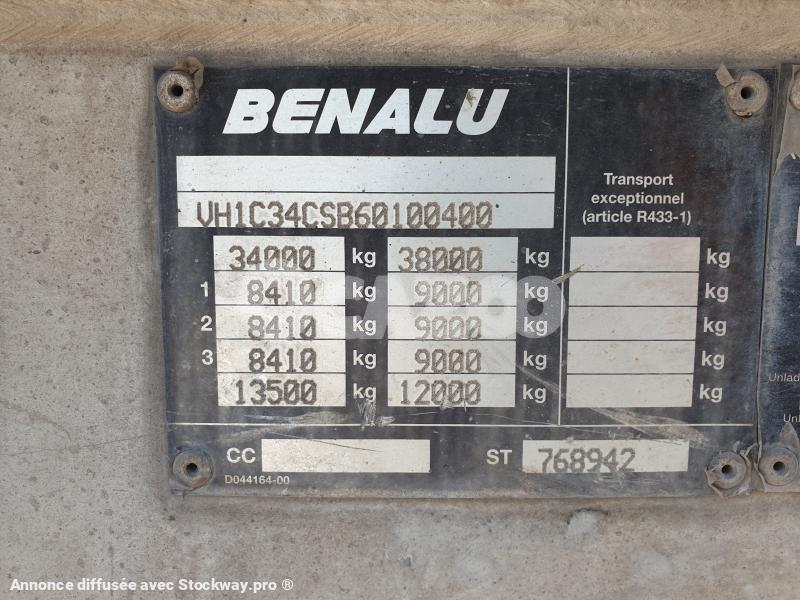 BENALU
VH1C34CSB60100400
Transport
exceptionnel
(article R433-1)
34000 kg 38000 kg kg
1 8410 kg 9000 kg kg
2 8410 kg 9000 kg kg
3 8410 kg 9000 kg kg
13500 kg 12000 kg kg
CC ST 768942
D044164-00
Unlad
Unl
Annonce diffusée avec Stockway.pro ®